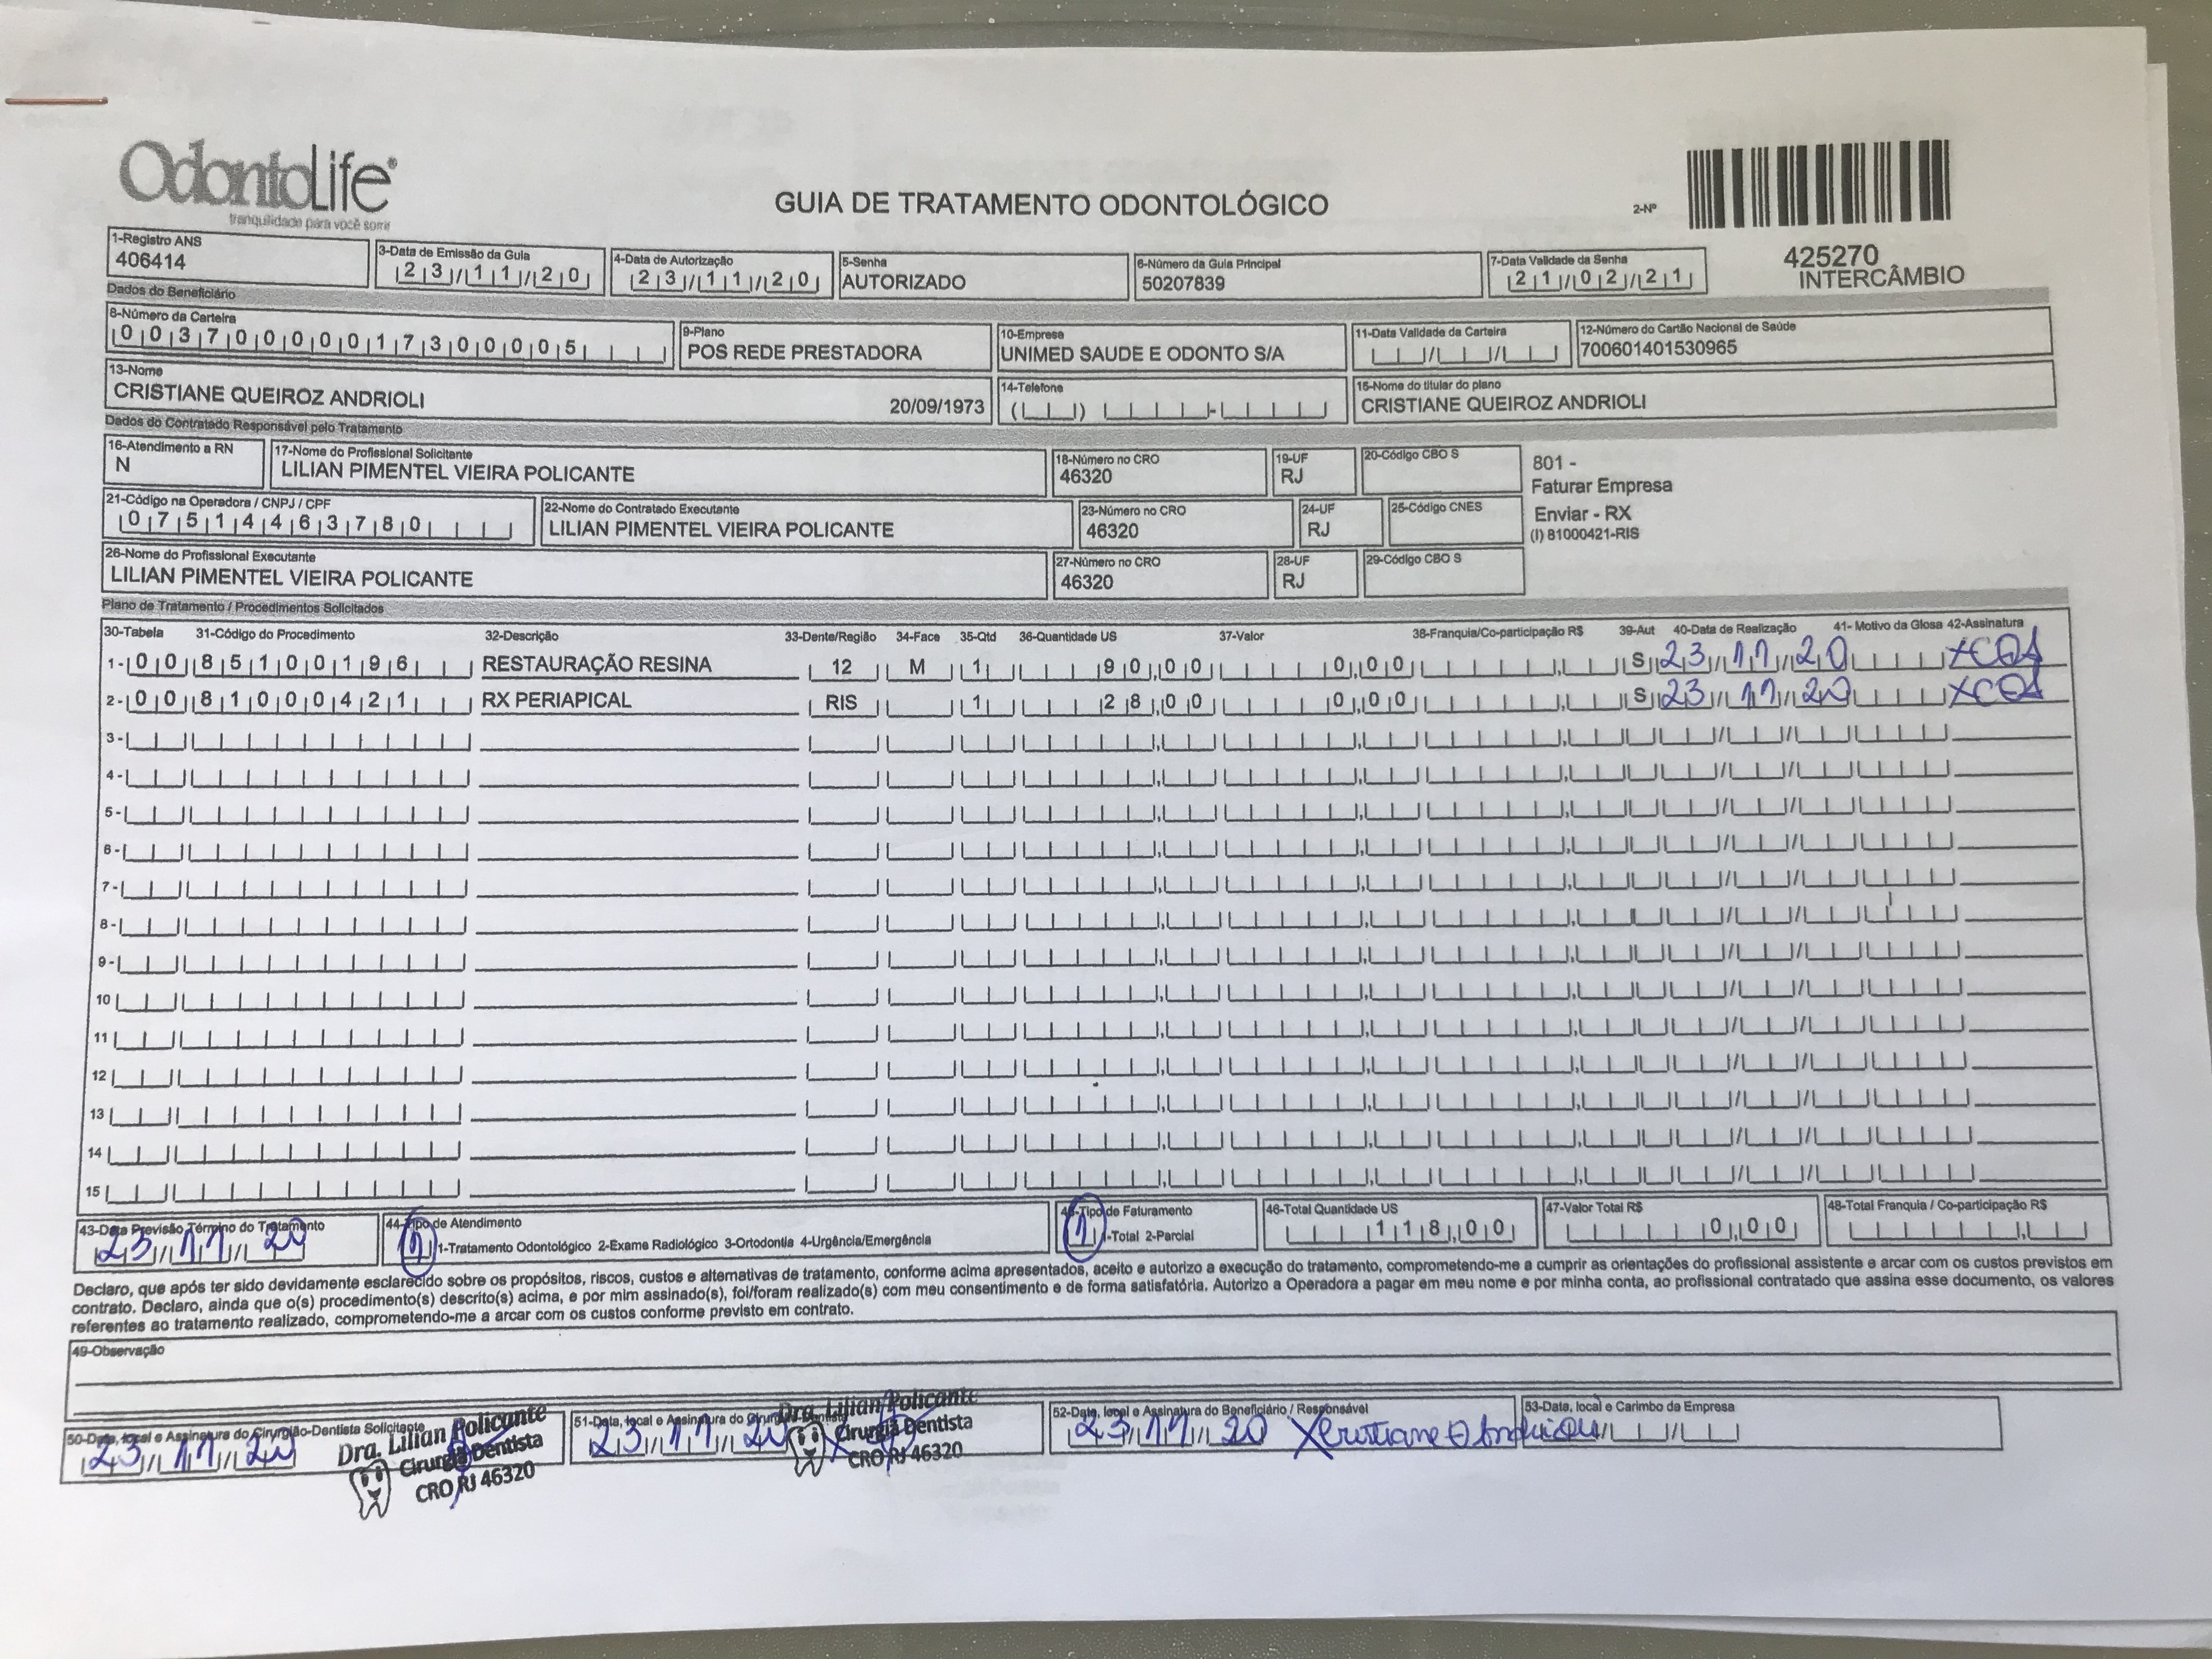 OdontoLife®
tranquilidade para você sorrir
GUIA DE TRATAMENTO ODONTOLÓGICO
2-Nº
425270
INTERCÂMBIO
1-Registro ANS
406414
3-Data de Emissão da Guia
23/11/20
4-Data de Autorização
23/11/20
5-Senha
AUTORIZADO
6-Número da Guia Principal
50207839
7-Data Validade da Senha
21/02/21
Dados do Beneficiário
8-Número da Carteira
00370000017300005
9-Plano
POS REDE PRESTADORA
10-Empresa
UNIMED SAUDE E ODONTO S/A
11-Data Validade da Carteira
12-Número do Cartão Nacional de Saúde
700601401530965
13-Nome
CRISTIANE QUEIROZ ANDRIOLI 20/09/1973
14-Telefone
15-Nome do titular do plano
CRISTIANE QUEIROZ ANDRIOLI
Dados do Contratado Responsável pelo Tratamento
16-Atendimento a RN
N
17-Nome do Profissional Solicitante
LILIAN PIMENTEL VIEIRA POLICANTE
18-Número no CRO
46320
19-UF
RJ
20-Código CBO S
801 -
Faturar Empresa
Enviar - RX
(I) 81000421-RIS
21-Código na Operadora / CNPJ / CPF
07514463780
22-Nome do Contratado Executante
LILIAN PIMENTEL VIEIRA POLICANTE
23-Número no CRO
46320
24-UF
RJ
25-Código CNES
26-Nome do Profissional Executante
LILIAN PIMENTEL VIEIRA POLICANTE
27-Número no CRO
46320
28-UF
RJ
29-Código CBO S
Plano de Tratamento / Procedimentos Solicitados
30-Tabela 31-Código do Procedimento 32-Descrição 33-Dente/Região 34-Face 35-Qtd 36-Quantidade US 37-Valor 38-Franquia/Co-participação R$ 39-Aut 40-Data de Realização 41- Motivo da Glosa 42-Assinatura
1- 00 85100196 RESTAURAÇÃO RESINA 12 M 1 90,00 0,00 S 23/11/20 XCQA
2- 00 81000421 RX PERIAPICAL RIS 1 28,00 0,00 S 23/11/20 XCQA
3-
4-
5-
6-
7-
8-
9-
10
11
12
13
14
15
43-Data Previsão Término do Tratamento
23/11/20
44-Tipo de Atendimento
1 1-Tratamento Odontológico 2-Exame Radiológico 3-Ortodontia 4-Urgência/Emergência
45-Tipo de Faturamento
1 1-Total 2-Parcial
46-Total Quantidade US
118,00
47-Valor Total R$
0,00
48-Total Franquia / Co-participação R$
Declaro, que após ter sido devidamente esclarecido sobre os propósitos, riscos, custos e alternativas de tratamento, conforme acima apresentados, aceito e autorizo a execução do tratamento, comprometendo-me a cumprir as orientações do profissional assistente e arcar com os custos previstos em
contrato. Declaro, ainda que o(s) procedimento(s) descrito(s) acima, e por mim assinado(s), foi/foram realizado(s) com meu consentimento e de forma satisfatória. Autorizo a Operadora a pagar em meu nome e por minha conta, ao profissional contratado que assina esse documento, os valores
referentes ao tratamento realizado, comprometendo-me a arcar com os custos conforme previsto em contrato.
49-Observação
50-Data, local e Assinatura do Cirurgião-Dentista Solicitante
23/11/20
Dra. Lilian Policante
Cirurgiã Dentista
CRO RJ 46320
51-Data, local e Assinatura do Cirurgião-Dentista
23/11/20
Dra. Lilian Policante
Cirurgiã Dentista
CRO RJ 46320
52-Data, local e Assinatura do Beneficiário / Responsável
23/11/20 XCristiane Q Andrioli
53-Data, local e Carimbo da Empresa